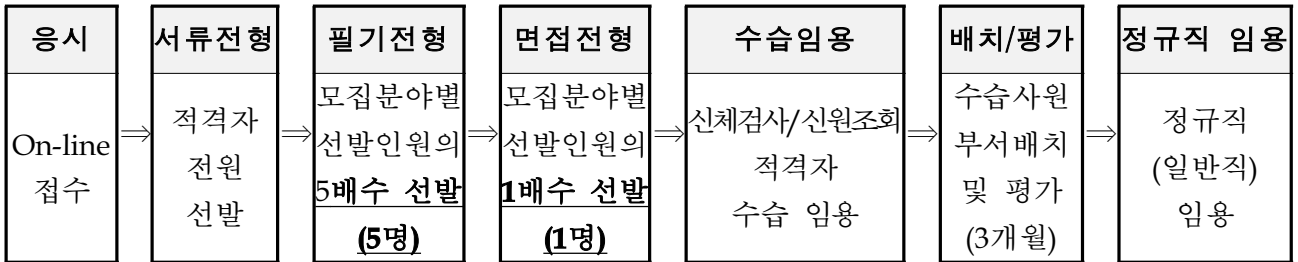 응시
On-line
접수
⇒
서류전형
적격자
전원
선발
⇒
필기전형
모집분야별
선발인원의
5배수 선발
(5명)
⇒
면접전형
모집분야별
선발인원의
1배수 선발
(1명)
⇒
수습임용
신체검사/신원조회
적격자
수습 임용
⇒
배치/평가
수습사원
부서배치
및 평가
(3개월)
⇒
정규직 임용
정규직
(일반직)
임용